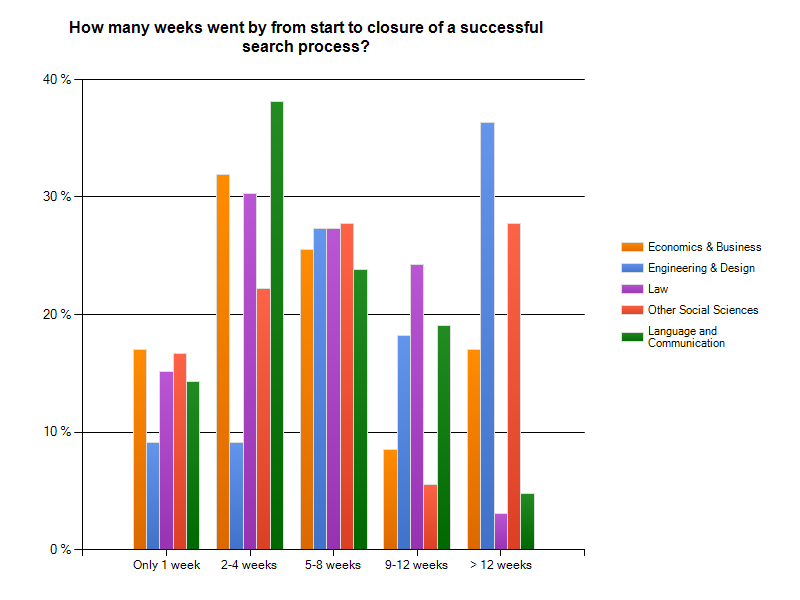 How many weeks went by from start to closure of a successful
search process?
40 %
30 %
20 %
10 %
0 %
Only 1 week
2-4 weeks
5-8 weeks
9-12 weeks
> 12 weeks
Economics & Business
Engineering & Design
Law
Other Social Sciences
Language and
Communication